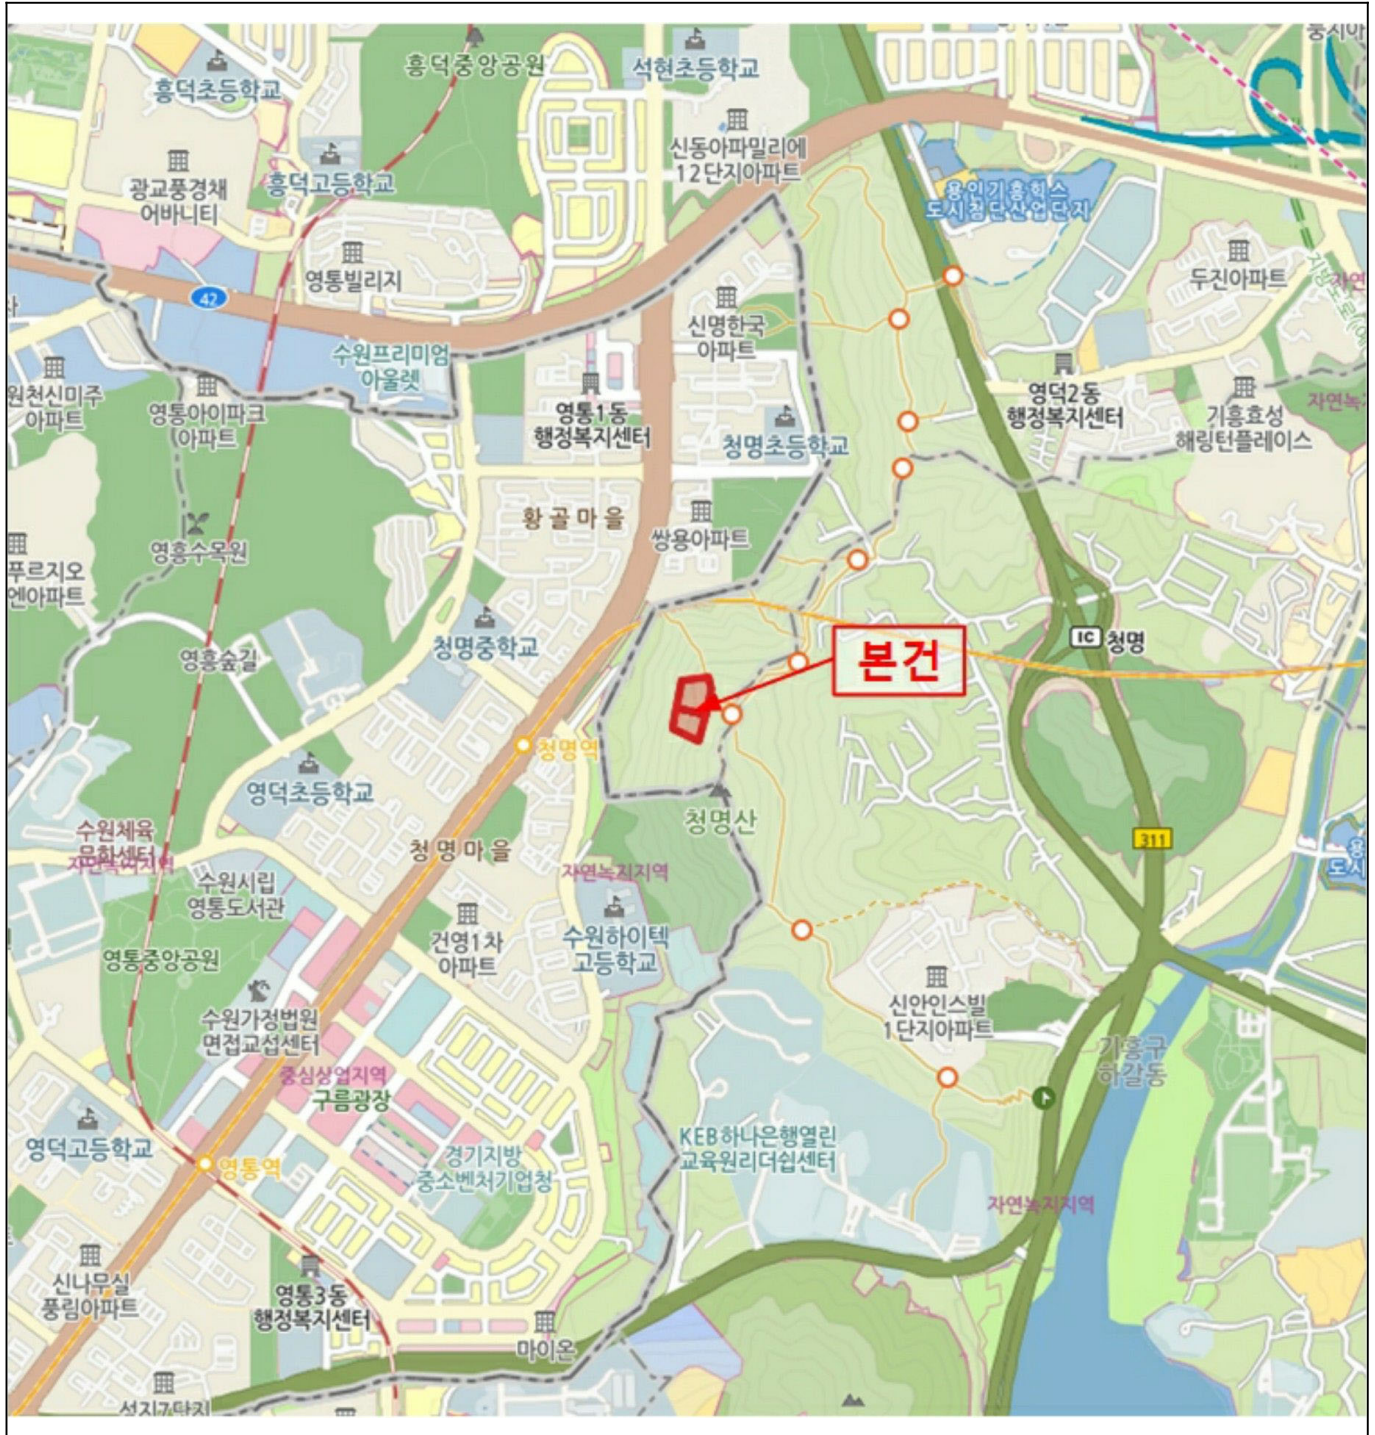 흥덕중앙공원
석현초등학교
흥덕초등학교
신동아파밀리에
12단지아파트
흥덕고등학교
광교풍경채
어바니티
용인기흥힉스
도시첨단산업단지
영통빌리지
두진아파트
42
신명한국
아파트
수원프리미엄
아울렛
원천신미주
아파트
영통아이파크
아파트
영통1동
행정복지센터
청명초등학교
영덕2동
행정복지센터
기흥효성
해링턴플레이스
자연녹지
황골마을
쌍용아파트
영흥수목원
푸르지오
엔아파트
청명중학교
영흥숲길
본건
IC 청명
청명역
영덕초등학교
청명산
311
수원체육
문화센터
자연녹지지역
청명마을
자연녹지지역
수원시립
영통도서관
건영1차
아파트
수원하이텍
고등학교
영통중앙공원
수원가정법원
면접교섭센터
신안인스빌
1단지아파트
기흥구
하갈동
중심상업지역
구름광장
영덕고등학교
영통역
경기지방
중소벤처기업청
KEB하나은행열린
교육원리더쉽센터
자연녹지지역
신나무실
풍림아파트
영통3동
행정복지센터
마이온
성지7단지